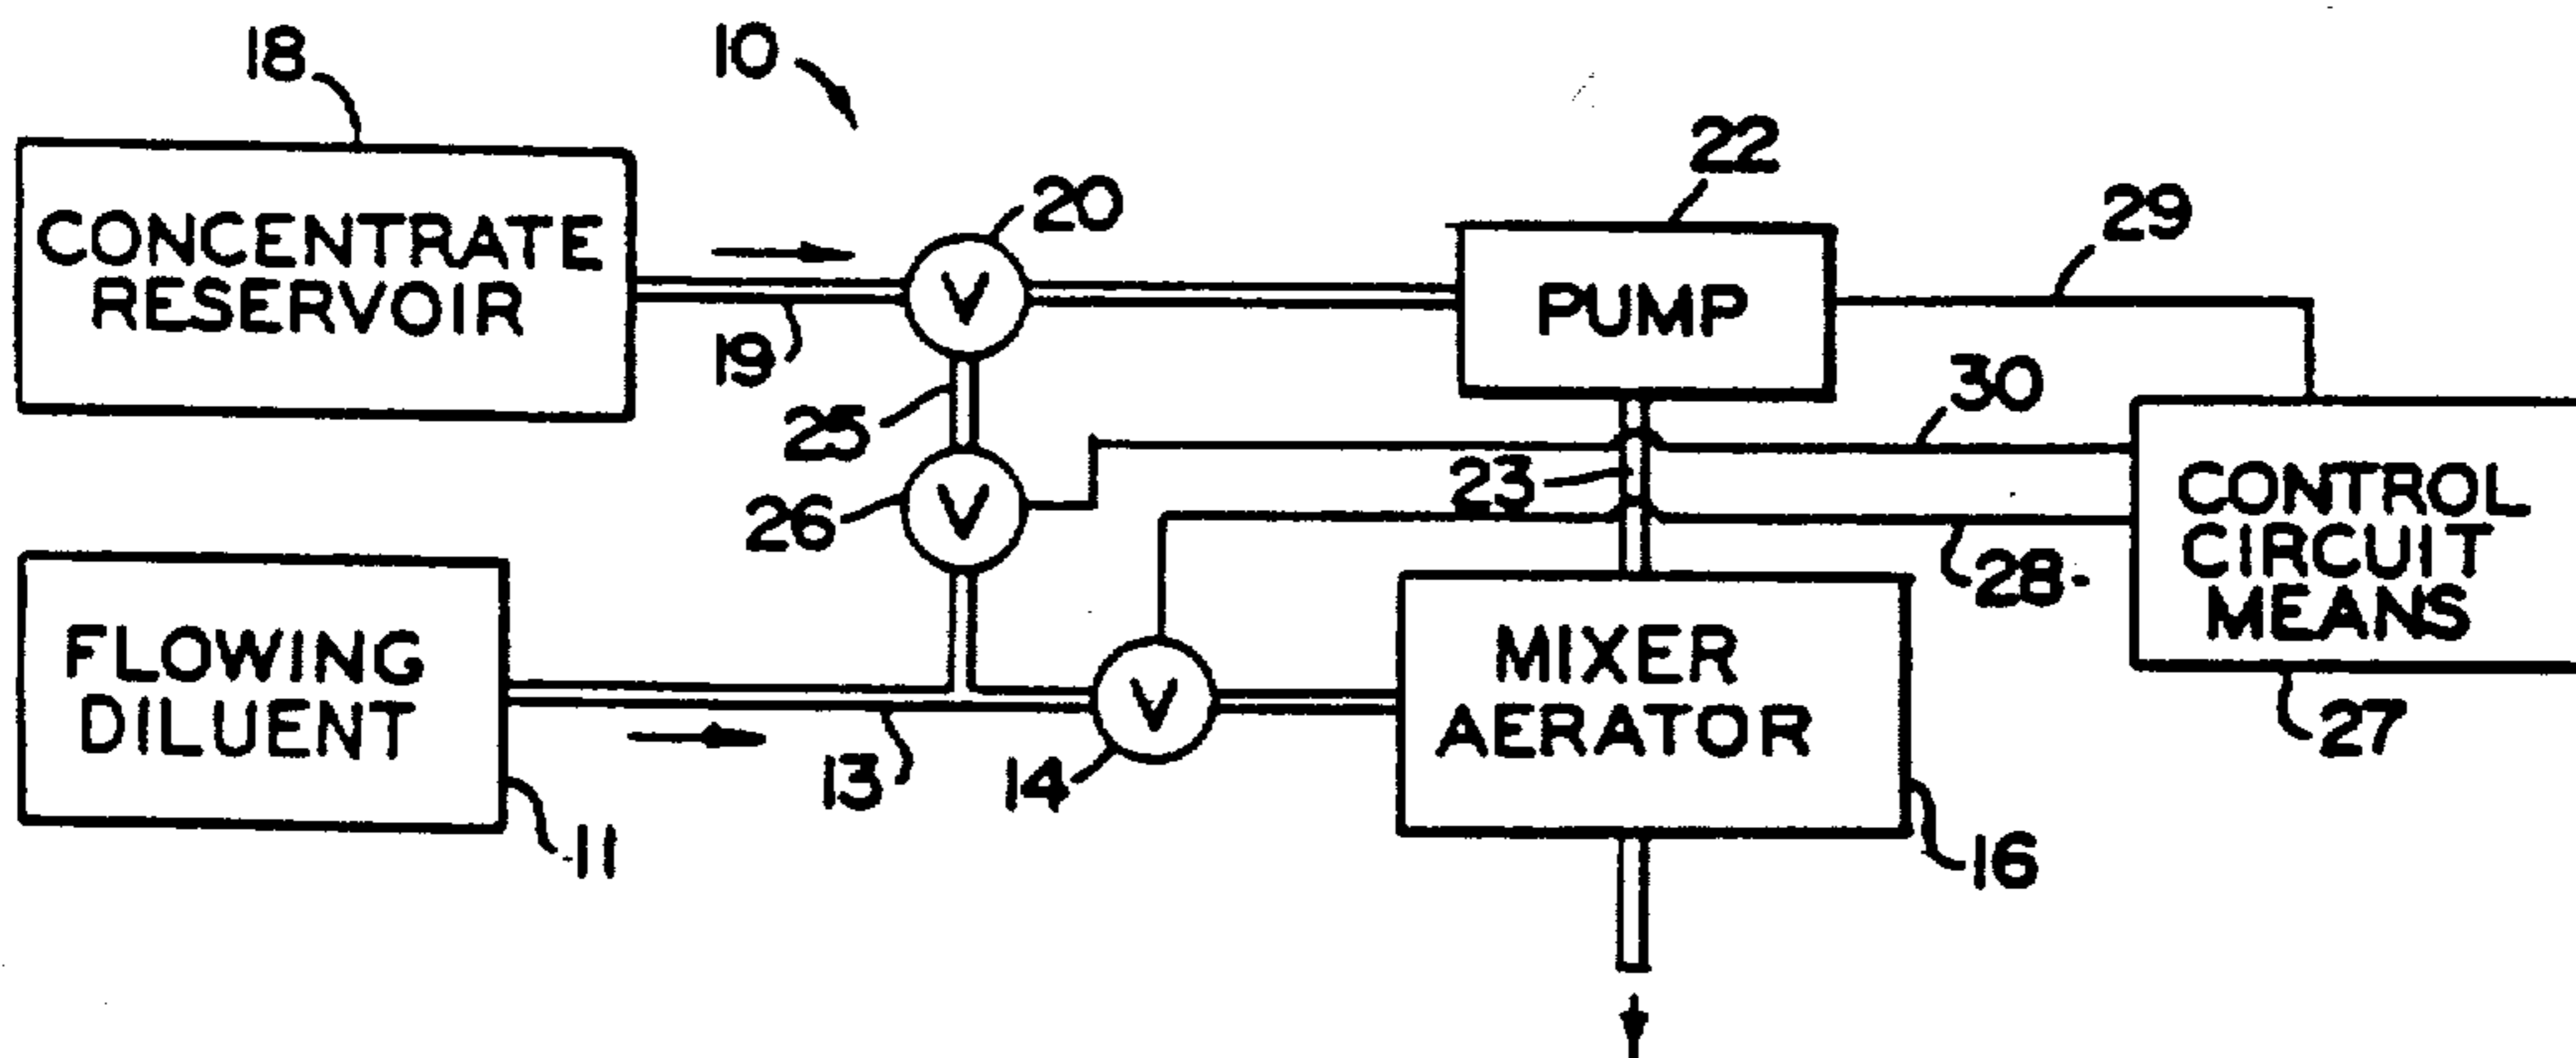 18
10
CONCENTRATE
RESERVOIR
19
20
V
22
PUMP
29
25
30
26
V
23
28
CONTROL
CIRCUIT
MEANS
27
FLOWING
DILUENT
11
13
14
V
MIXER
AERATOR
16